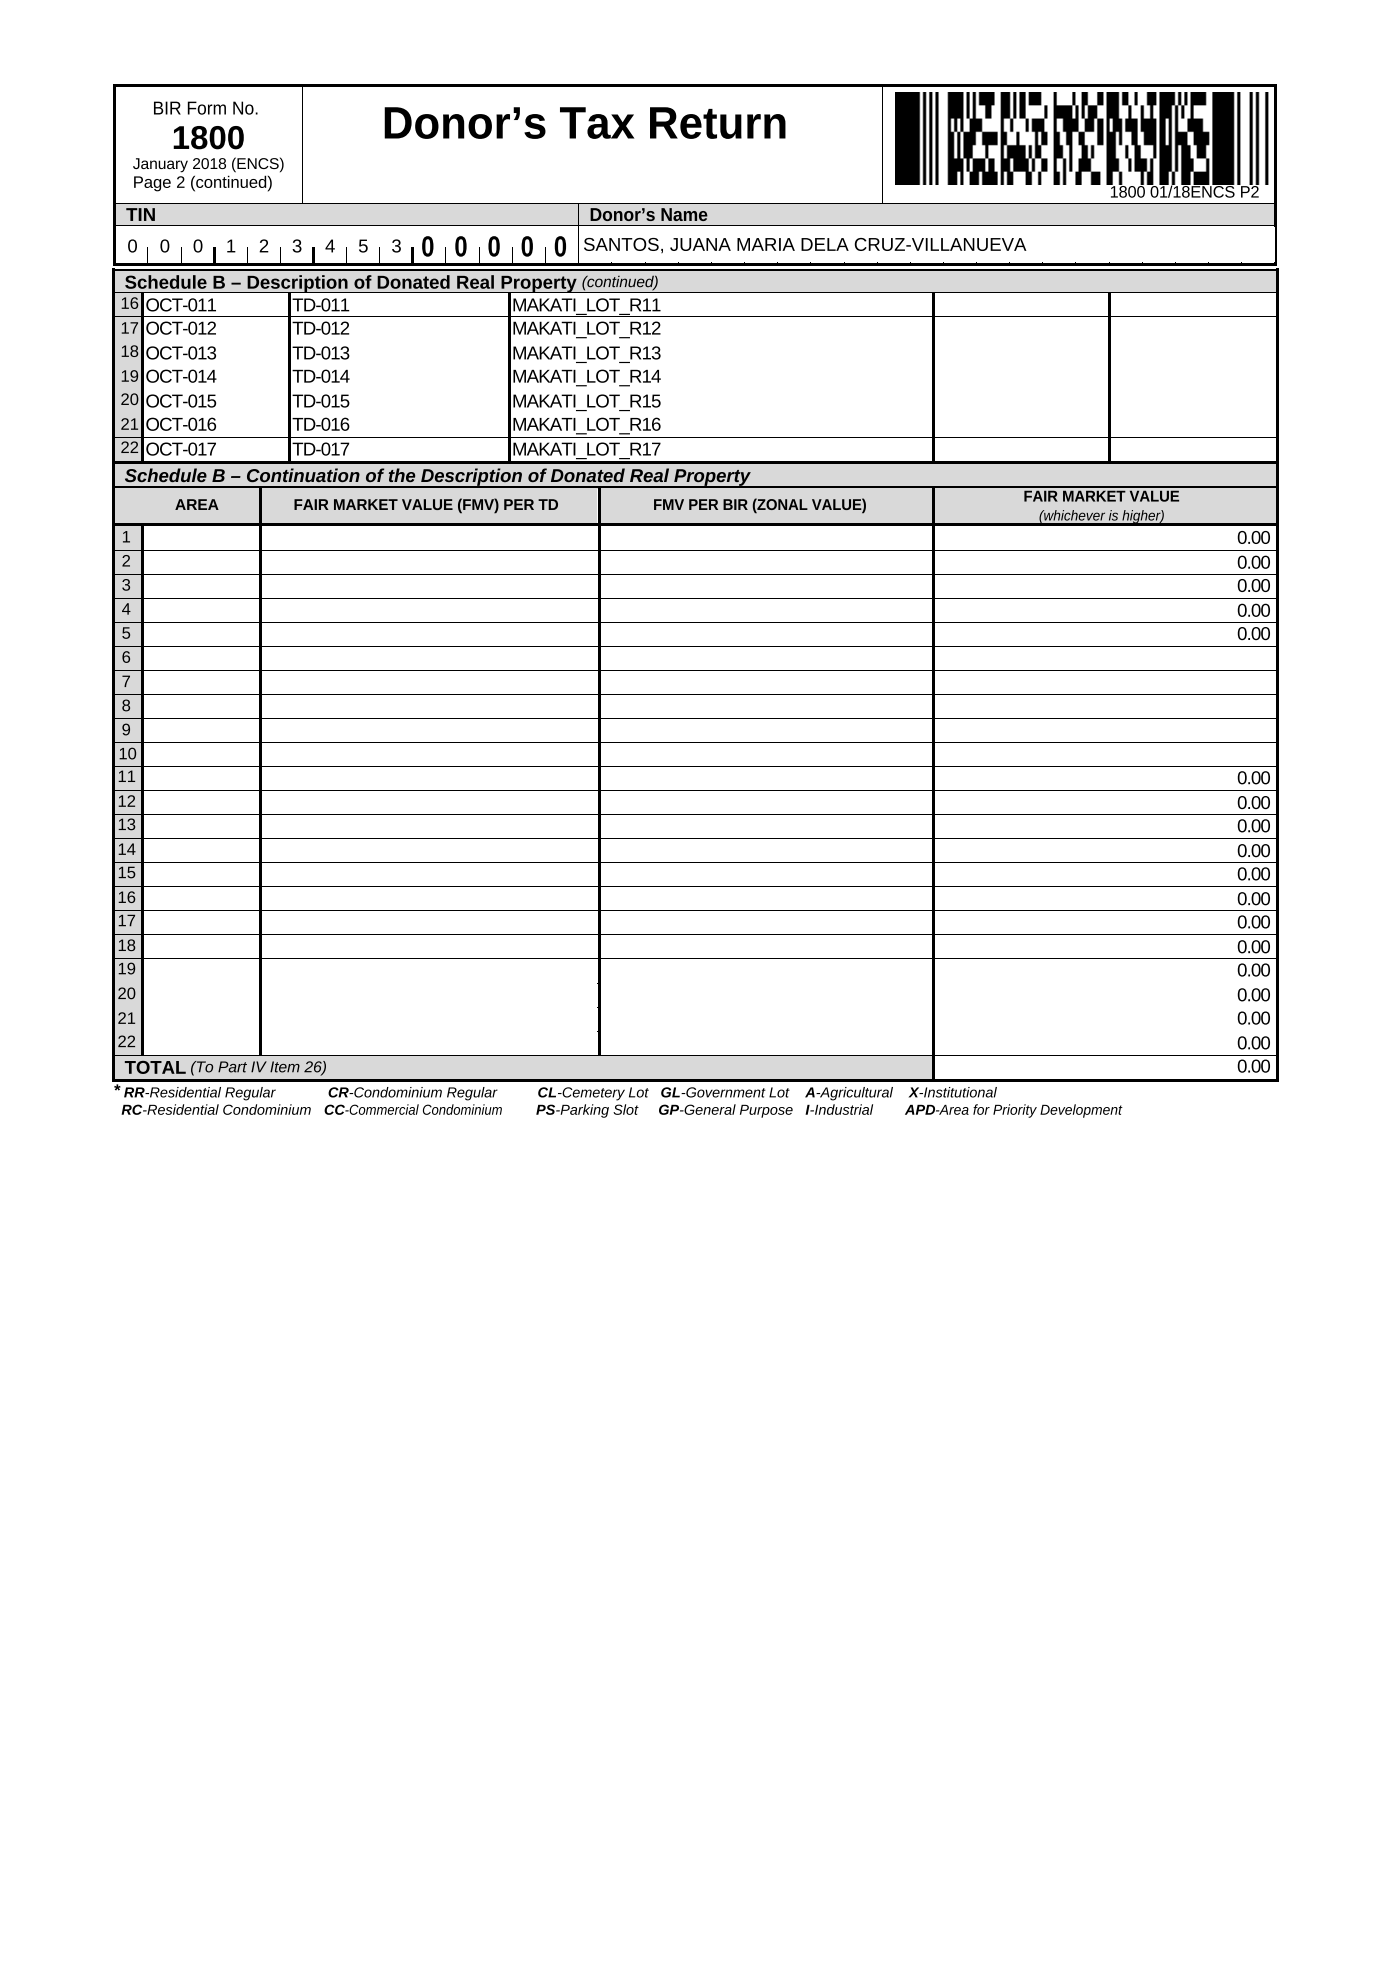 BIR Form No.
1800
January 2018 (ENCS)
Page 2 (continued)
Donor’s Tax Return
1800 01/18ENCS P2
TIN Donor’s Name
0 0 0 1 2 3 4 5 3 0 0 0 0 0 SANTOS, JUANA MARIA DELA CRUZ-VILLANUEVA
Schedule B – Description of Donated Real Property (continued)
16 OCT-011 TD-011 MAKATI_LOT_R11
17 OCT-012 TD-012 MAKATI_LOT_R12
18 OCT-013 TD-013 MAKATI_LOT_R13
19 OCT-014 TD-014 MAKATI_LOT_R14
20 OCT-015 TD-015 MAKATI_LOT_R15
21 OCT-016 TD-016 MAKATI_LOT_R16
22 OCT-017 TD-017 MAKATI_LOT_R17
Schedule B – Continuation of the Description of Donated Real Property
AREA FAIR MARKET VALUE (FMV) PER TD FMV PER BIR (ZONAL VALUE) FAIR MARKET VALUE
(whichever is higher)
1 0.00
2 0.00
3 0.00
4 0.00
5 0.00
6
7
8
9
10
11 0.00
12 0.00
13 0.00
14 0.00
15 0.00
16 0.00
17 0.00
18 0.00
19 0.00
20 0.00
21 0.00
22 0.00
TOTAL (To Part IV Item 26) 0.00
* RR-Residential Regular CR-Condominium Regular CL-Cemetery Lot GL-Government Lot A-Agricultural X-Institutional
RC-Residential Condominium CC-Commercial Condominium PS-Parking Slot GP-General Purpose I-Industrial APD-Area for Priority Development